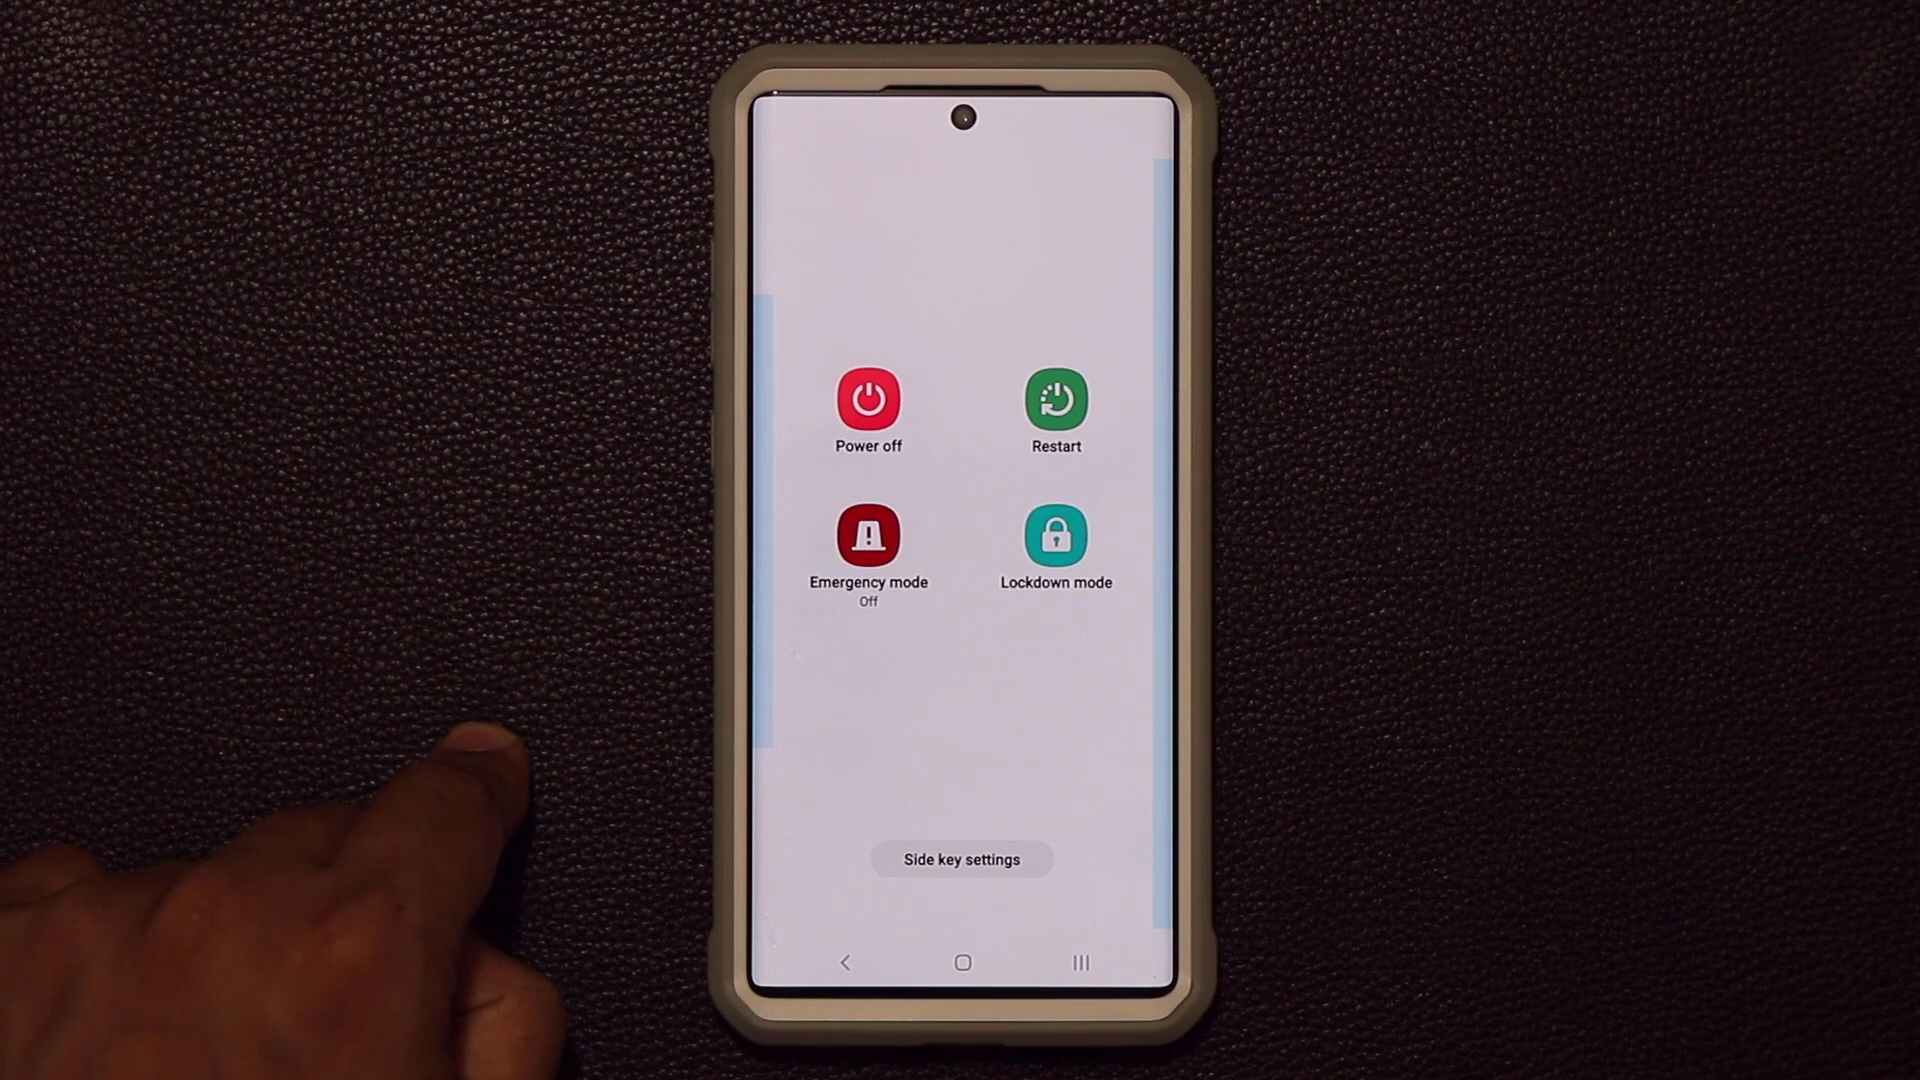 Power off
Restart
Emergency mode
Off
Lockdown mode
Side key settings